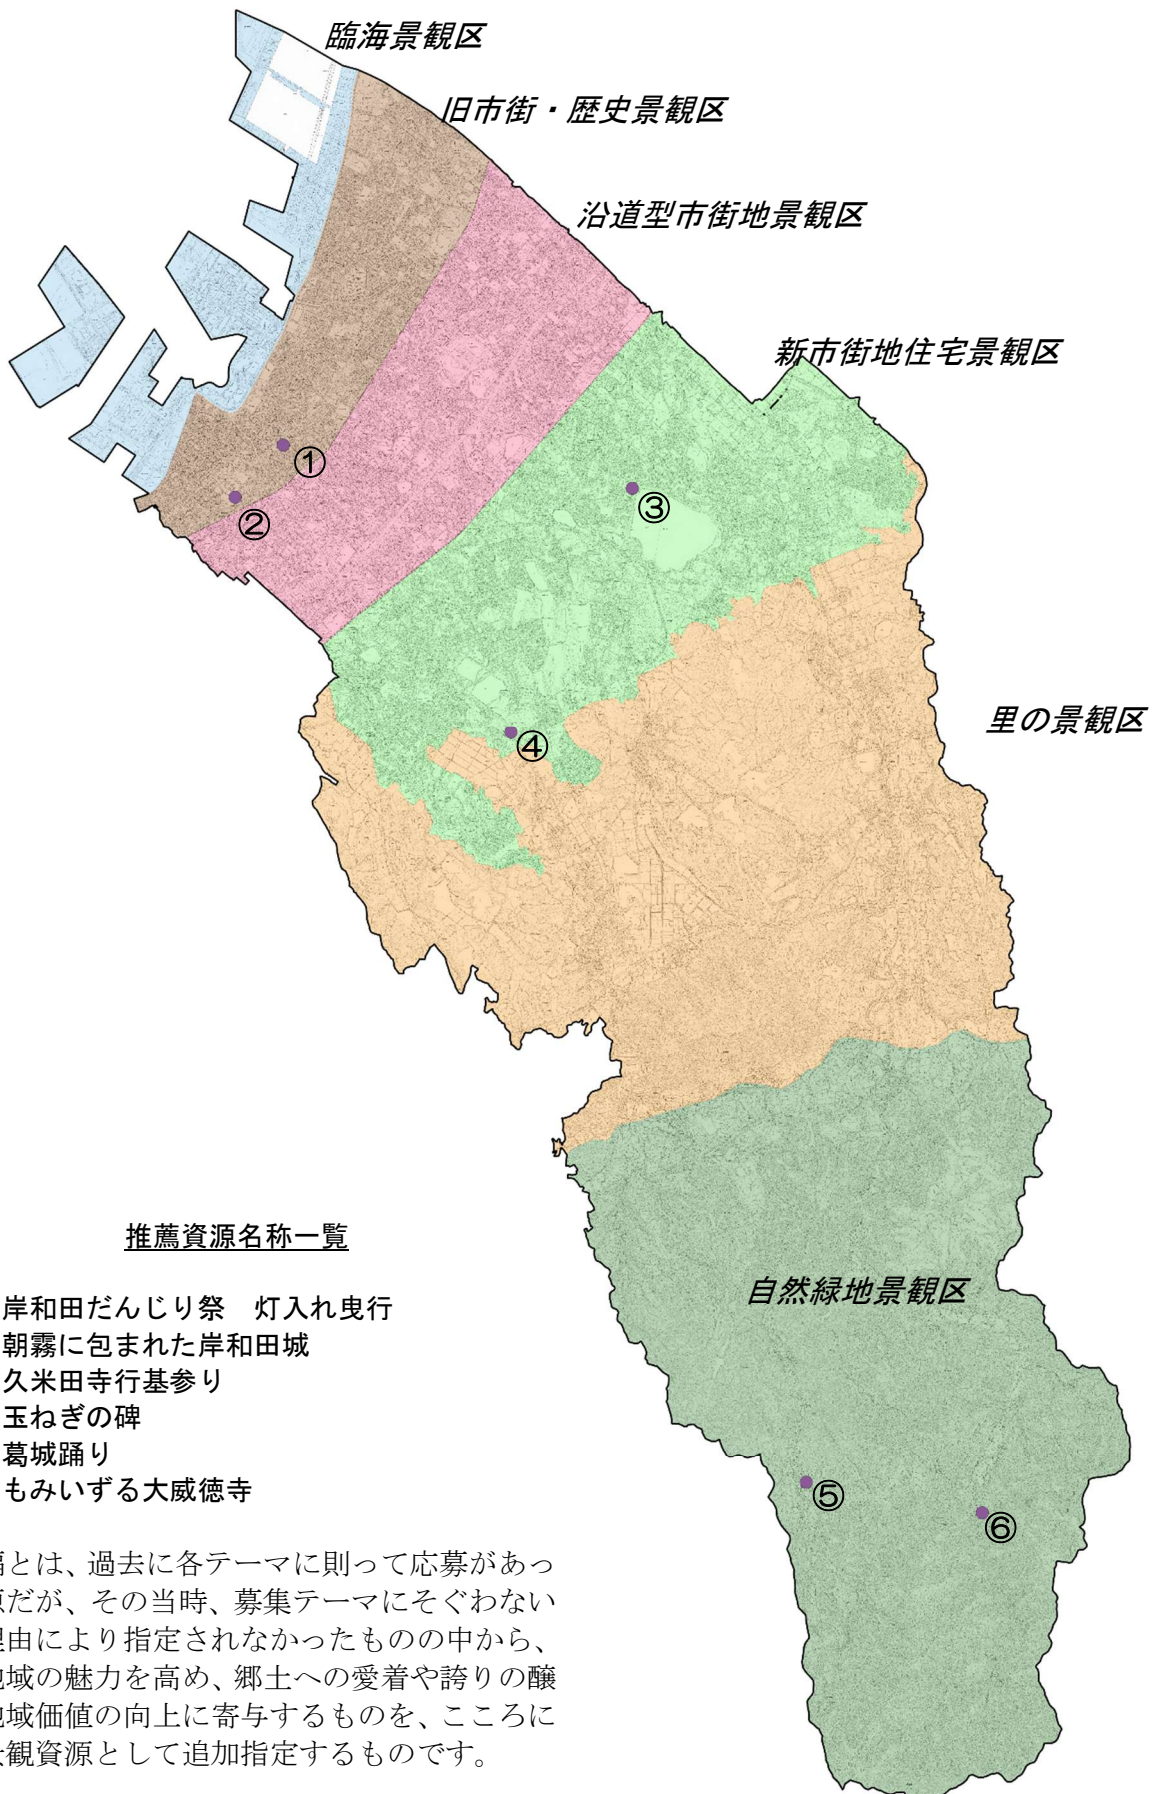 臨海景観区
旧市街・歴史景観区
沿道型市街地景観区
新市街地住宅景観区
①
②
③
里の景観区
④
推薦資源名称一覧
自然緑地景観区
岸和田だんじり祭　灯入れ曳行
朝霧に包まれた岸和田城
久米田寺行基参り
玉ねぎの碑
葛城踊り
もみいずる大威徳寺
⑤
⑥
とは、過去に各テーマに則って応募があっ
だが、その当時、募集テーマにそぐわない
理由により指定されなかったものの中から、
地域の魅力を高め、郷土への愛着や誇りの醸
地域価値の向上に寄与するものを、こころに
景観資源として追加指定するものです。